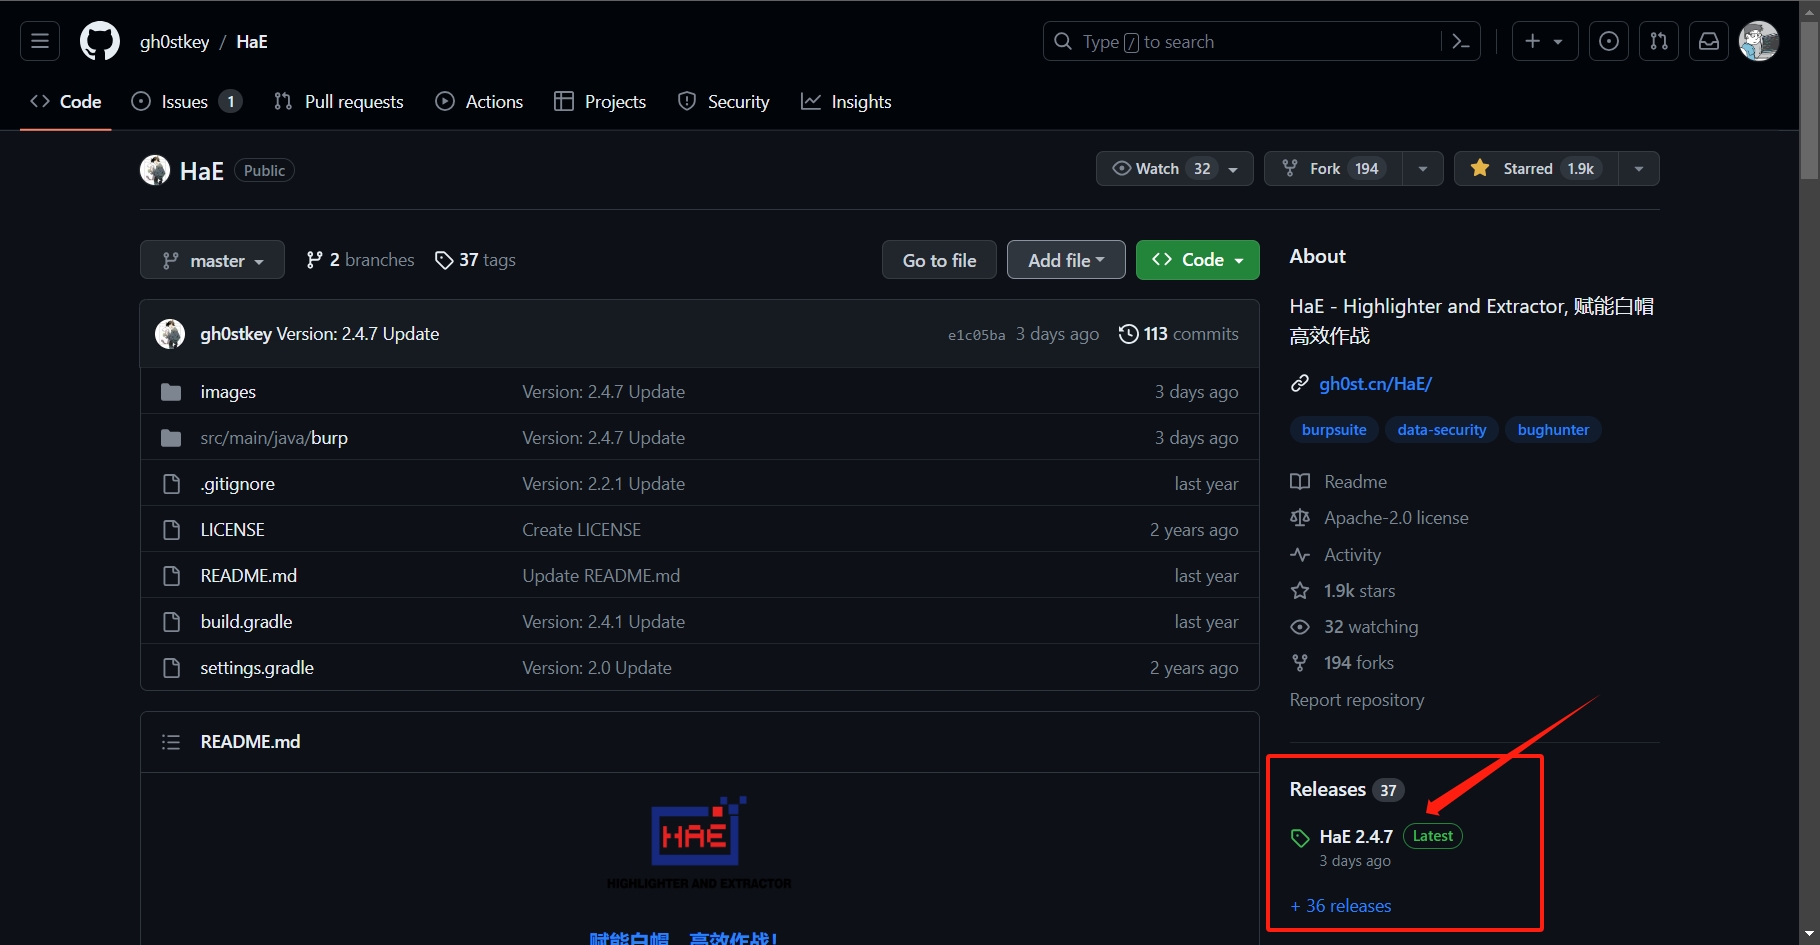 gh0stkey / HaE
Type / to search
Code
Issues 1
Pull requests
Actions
Projects
Security
Insights
HaE Public
Watch 32
Fork 194
Starred 1.9k
master
2 branches
37 tags
Go to file
Add file
Code
gh0stkey Version: 2.4.7 Update
e1c05ba 3 days ago 113 commits
images Version: 2.4.7 Update 3 days ago
src/main/java/burp Version: 2.4.7 Update 3 days ago
.gitignore Version: 2.2.1 Update last year
LICENSE Create LICENSE 2 years ago
README.md Update README.md last year
build.gradle Version: 2.4.1 Update last year
settings.gradle Version: 2.0 Update 2 years ago
README.md
HAE
HIGHLIGHTER AND EXTRACTOR
赋能白帽，高效作战!
About
HaE - Highlighter and Extractor, 赋能白帽
高效作战
gh0st.cn/HaE/
burpsuite data-security bughunter
Readme
Apache-2.0 license
Activity
1.9k stars
32 watching
194 forks
Report repository
Releases 37
HaE 2.4.7 Latest
3 days ago
+ 36 releases